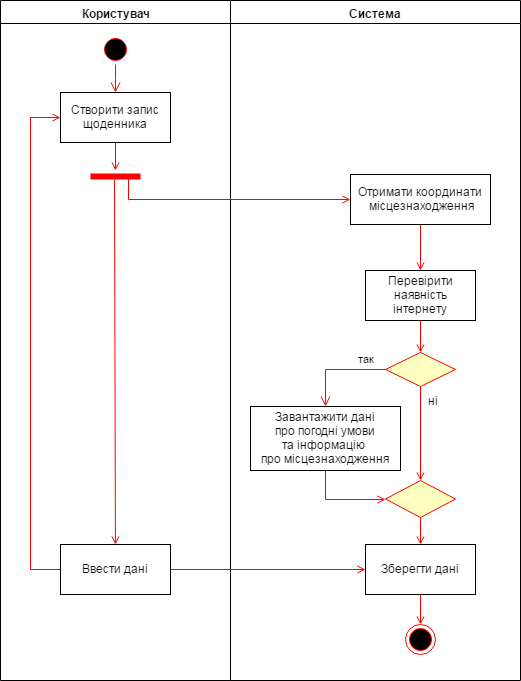 Користувач
Система
Створити запис
щоденника
Отримати координати
місцезнаходження
Перевірити
наявність
інтернету
так
ні
Завантажити дані
про погодні умови
та інформацію
про місцезнаходження
Ввести дані
Зберегти дані